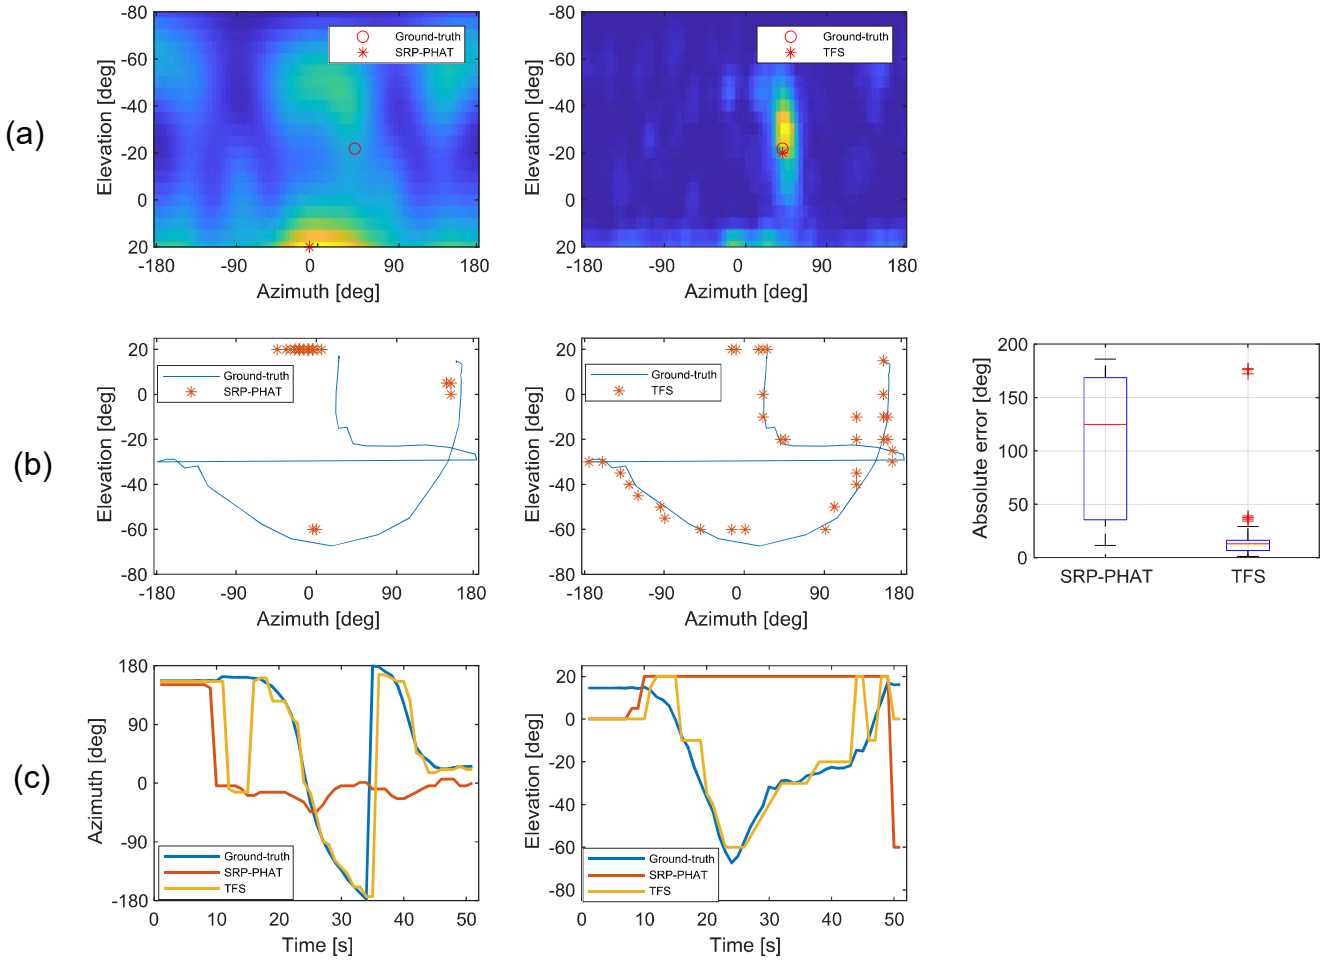 (a)
-80
-60
-40
-20
0
20
Elevation [deg]
-180
-90
0
90
180
Azimuth [deg]
Ground-truth
SRP-PHAT
-80
-60
-40
-20
0
20
Elevation [deg]
-180
-90
0
90
180
Azimuth [deg]
Ground-truth
TFS
(b)
20
0
-20
-40
-60
-80
Elevation [deg]
-180
-90
0
90
180
Azimuth [deg]
Ground-truth
SRP-PHAT
20
0
-20
-40
-60
-80
Elevation [deg]
-180
-90
0
90
180
Azimuth [deg]
Ground-truth
TFS
200
150
100
50
0
Absolute error [deg]
SRP-PHAT
TFS
(c)
180
90
0
-90
-180
Azimuth [deg]
0
10
20
30
40
50
Time [s]
Ground-truth
SRP-PHAT
TFS
20
0
-20
-40
-60
-80
Elevation [deg]
0
10
20
30
40
50
Time [s]
Ground-truth
SRP-PHAT
TFS